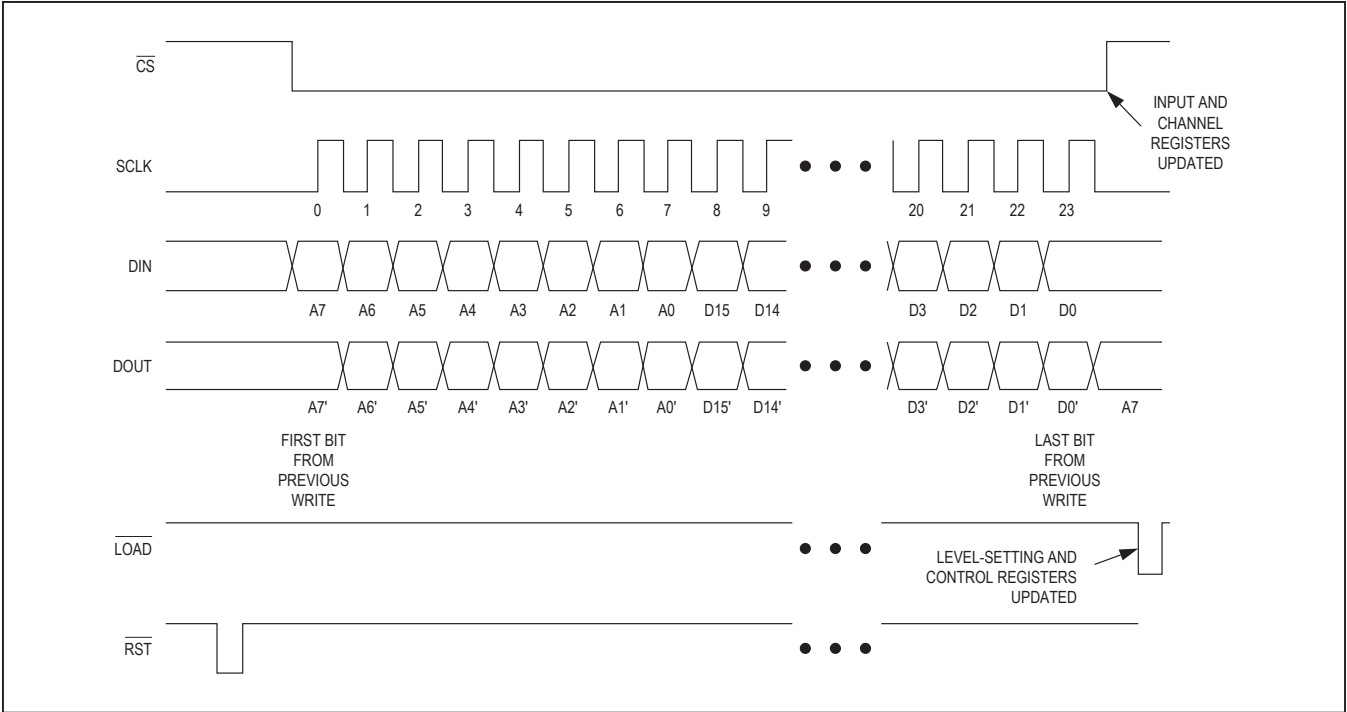 CS
INPUT AND
CHANNEL
REGISTERS
UPDATED
SCLK
0 1 2 3 4 5 6 7 8 9 20 21 22 23
DIN
A7 A6 A5 A4 A3 A2 A1 A0 D15 D14 D3 D2 D1 D0
DOUT
A7' A6' A5' A4' A3' A2' A1' A0' D15' D14' D3' D2' D1' D0' A7
FIRST BIT
FROM
PREVIOUS
WRITE
LAST BIT
FROM
PREVIOUS
WRITE
LOAD
LEVEL-SETTING AND
CONTROL REGISTERS
UPDATED
RST